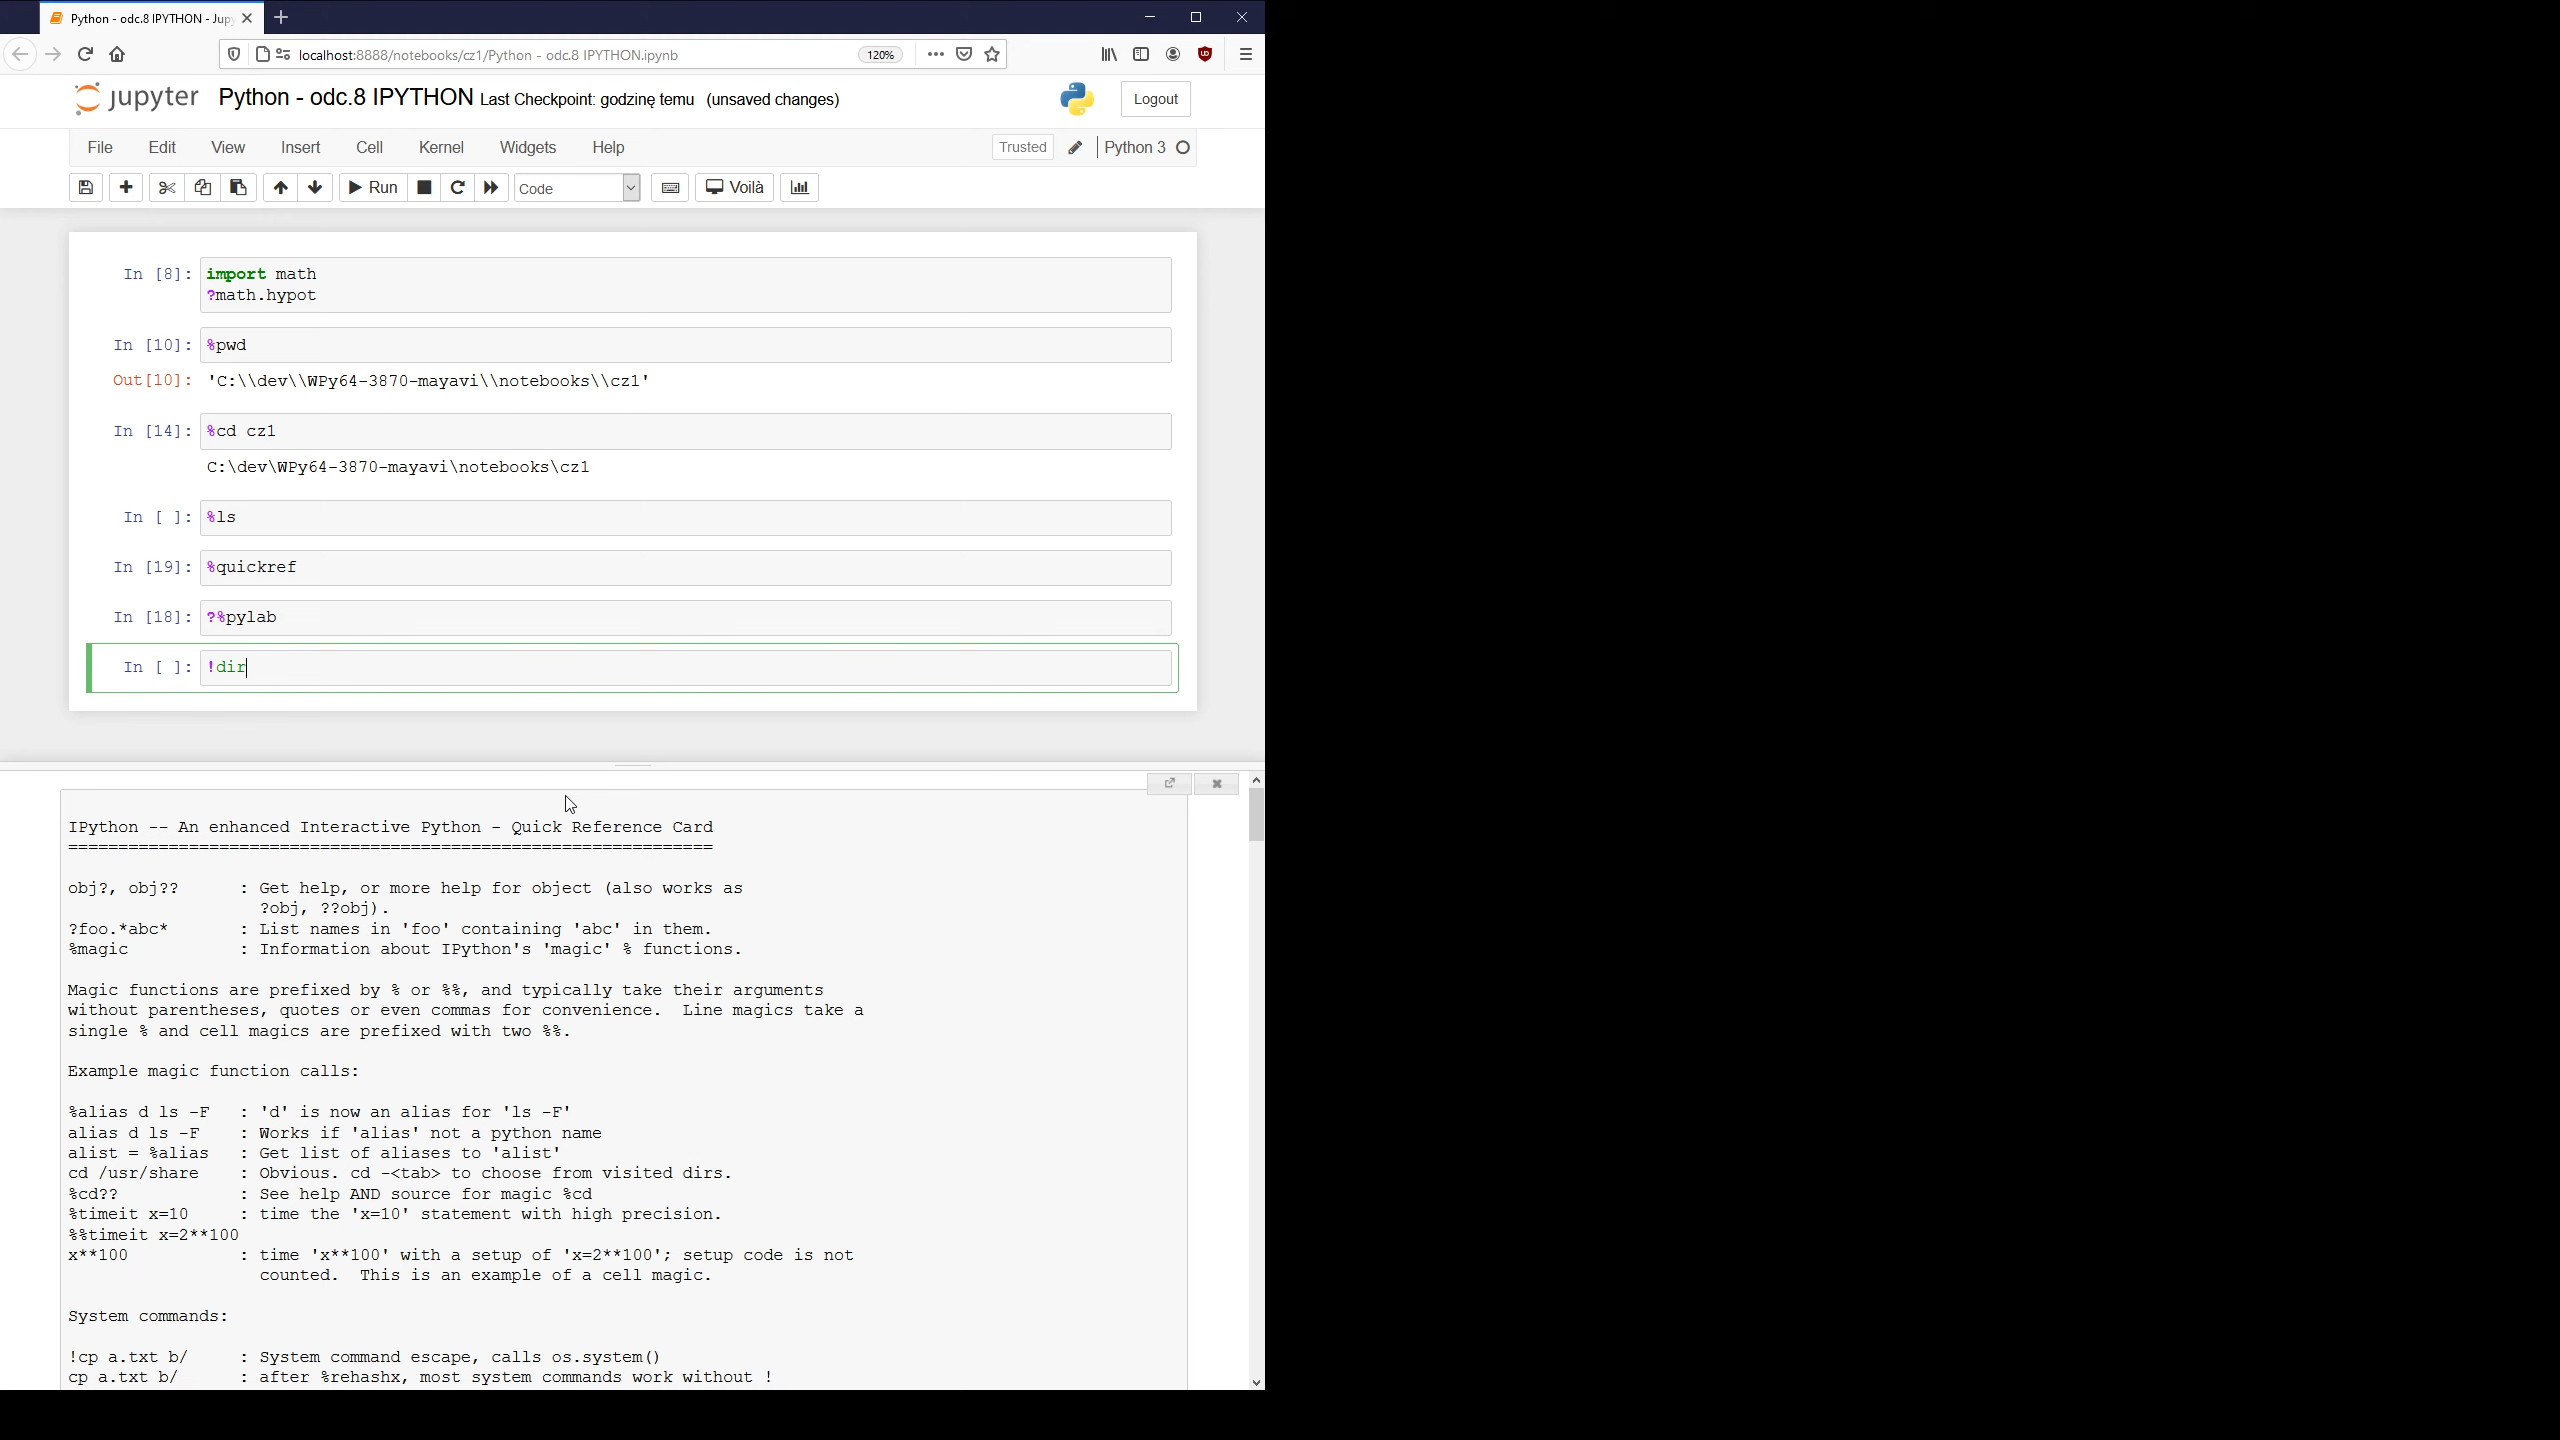 Python - odc.8 IPYTHON - Jup
localhost:8888/notebooks/cz1/Python - odc.8 IPYTHON.ipynb
120%
jupyter Python - odc.8 IPYTHON Last Checkpoint: godzinę temu (unsaved changes)
Logout
File Edit View Insert Cell Kernel Widgets Help
Trusted
Python 3
Run
Code
Voilà
In [8]: import math
?math.hypot
In [10]: %pwd
Out[10]: 'C:\\dev\\WPy64-3870-mayavi\\notebooks\\cz1'
In [14]: %cd cz1
C:\dev\WPy64-3870-mayavi\notebooks\cz1
In [ ]: %ls
In [19]: %quickref
In [18]: ?%pylab
In [ ]: !dir
IPython -- An enhanced Interactive Python - Quick Reference Card
================================================================
obj?, obj??      : Get help, or more help for object (also works as
                   ?obj, ??obj).
?foo.*abc*       : List names in 'foo' containing 'abc' in them.
%magic           : Information about IPython's 'magic' % functions.
Magic functions are prefixed by % or %%, and typically take their arguments
without parentheses, quotes or even commas for convenience.  Line magics take a
single % and cell magics are prefixed with two %%.
Example magic function calls:
%alias d ls -F   : 'd' is now an alias for 'ls -F'
alias d ls -F    : Works if 'alias' not a python name
alist = %alias   : Get list of aliases to 'alist'
cd /usr/share    : Obvious. cd -<tab> to choose from visited dirs.
%cd??            : See help AND source for magic %cd
%timeit x=10     : time the 'x=10' statement with high precision.
%%timeit x=2**100
x**100           : time 'x**100' with a setup of 'x=2**100'; setup code is not
                   counted.  This is an example of a cell magic.
System commands:
!cp a.txt b/     : System command escape, calls os.system()
cp a.txt b/      : after %rehashx, most system commands work without !